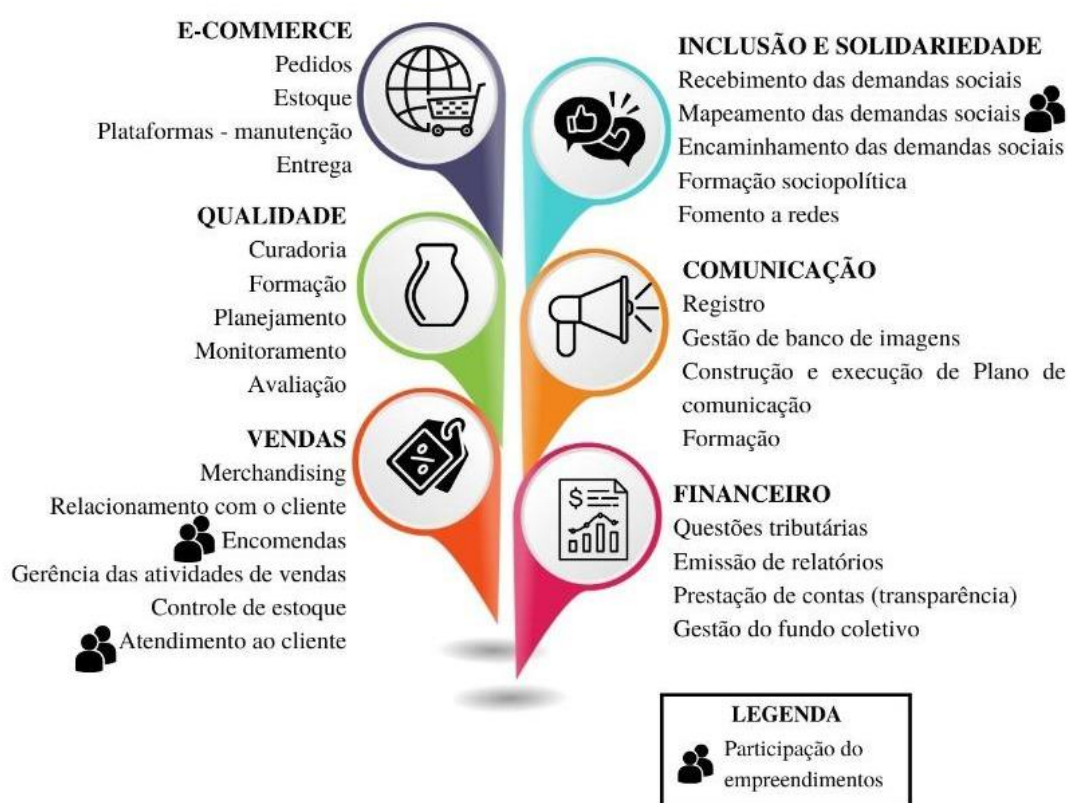 E-COMMERCE
Pedidos
Estoque
Plataformas - manutenção
Entrega
QUALIDADE
Curadoria
Formação
Planejamento
Monitoramento
Avaliação
VENDAS
Merchandising
Relacionamento com o cliente
Encomendas
Gerência das atividades de vendas
Controle de estoque
Atendimento ao cliente
INCLUSÃO E SOLIDARIEDADE
Recebimento das demandas sociais
Mapeamento das demandas sociais
Encaminhamento das demandas sociais
Formação sociopolítica
Fomento a redes
COMUNICAÇÃO
Registro
Gestão de banco de imagens
Construção e execução de Plano de
comunicação
Formação
FINANCEIRO
Questões tributárias
Emissão de relatórios
Prestação de contas (transparência)
Gestão do fundo coletivo
LEGENDA
Participação do
empreendimentos
%
$